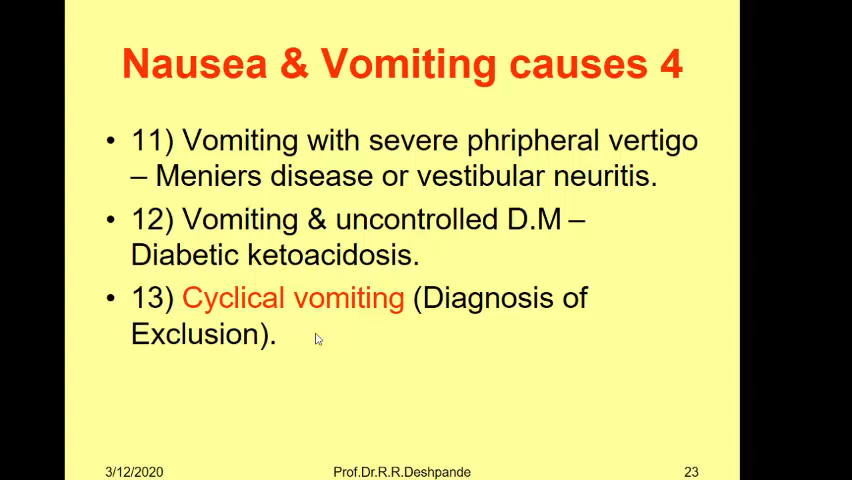 Nausea & Vomiting causes 4
• 11) Vomiting with severe phripheral vertigo
– Meniers disease or vestibular neuritis.
• 12) Vomiting & uncontrolled D.M –
Diabetic ketoacidosis.
• 13) Cyclical vomiting (Diagnosis of
Exclusion).
3/12/2020 Prof.Dr.R.R.Deshpande 23